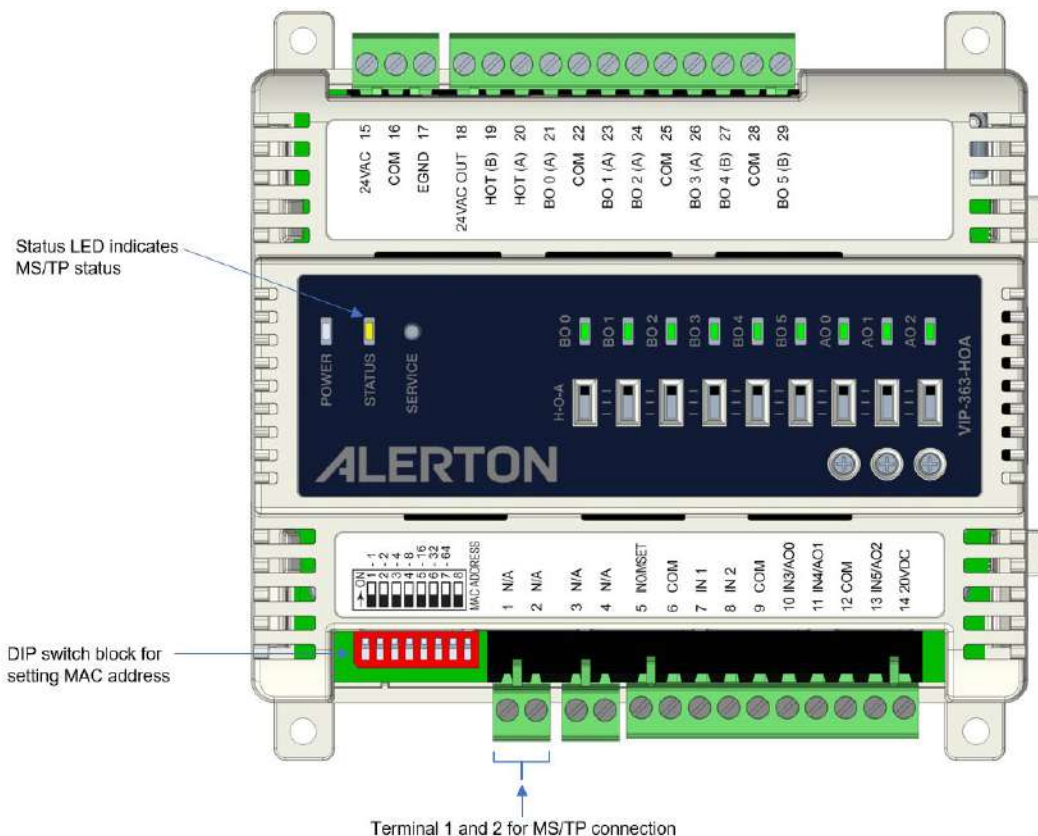 24VAC 15
COM 16
EGND 17
24VAC OUT 18
HOT (B) 19
HOT (A) 20
BO 0 (A) 21
COM 22
BO 1 (A) 23
BO 2 (A) 24
COM 25
BO 3 (A) 26
BO 4 (B) 27
COM 28
BO 5 (B) 29
Status LED indicates
MS/TP status
POWER
STATUS
SERVICE
BO 0
BO 1
BO 2
BO 3
BO 4
BO 5
AO 0
AO 1
AO 2
H-O-A
VIP-363-HOA
ALERTON
ON
1 - 1
2 - 2
3 - 4
4 - 8
5 - 16
6 - 32
7 - 64
8
MAC ADDRESS
1 N/A
2 N/A
3 N/A
4 N/A
5 IN0/MSET
6 COM
7 IN 1
8 IN 2
9 COM
10 IN3/AO0
11 IN4/AO1
12 COM
13 IN5/AO2
14 20VDC
DIP switch block for
setting MAC address
Terminal 1 and 2 for MS/TP connection